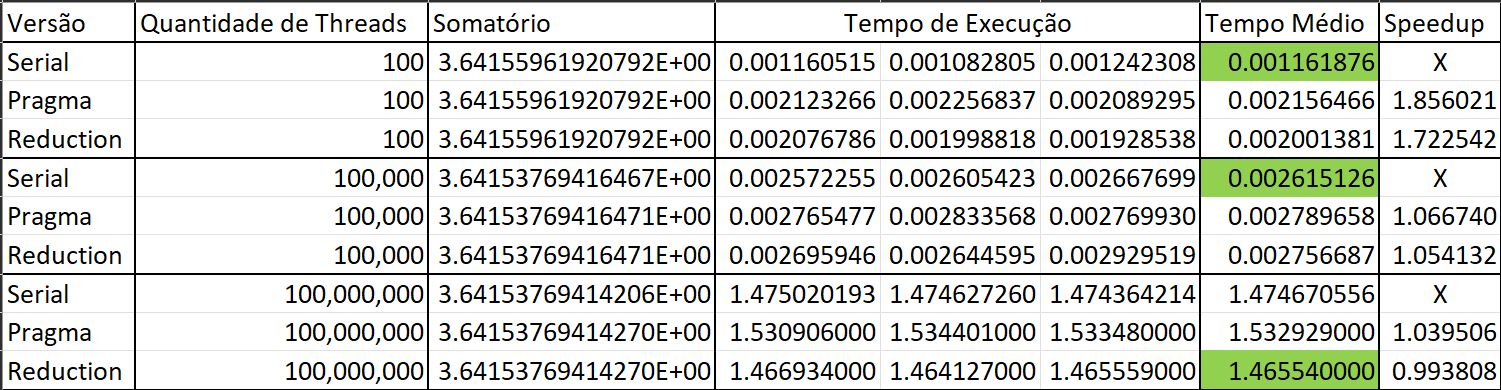 Versão Quantidade de Threads Somatório Tempo de Execução Tempo Médio Speedup
Serial 100 3.64155961920792E+00 0.001160515 0.001082805 0.001242308 0.001161876 X
Pragma 100 3.64155961920792E+00 0.002123266 0.002256837 0.002089295 0.002156466 1.856021
Reduction 100 3.64155961920792E+00 0.002076786 0.001998818 0.001928538 0.002001381 1.722542
Serial 100,000 3.64153769416467E+00 0.002572255 0.002605423 0.002667699 0.002615126 X
Pragma 100,000 3.64153769416471E+00 0.002765477 0.002833568 0.002769930 0.002789658 1.066740
Reduction 100,000 3.64153769416471E+00 0.002695946 0.002644595 0.002929519 0.002756687 1.054132
Serial 100,000,000 3.64153769414206E+00 1.475020193 1.474627260 1.474364214 1.474670556 X
Pragma 100,000,000 3.64153769414270E+00 1.530906000 1.534401000 1.533480000 1.532929000 1.039506
Reduction 100,000,000 3.64153769414270E+00 1.466934000 1.464127000 1.465559000 1.465540000 0.993808